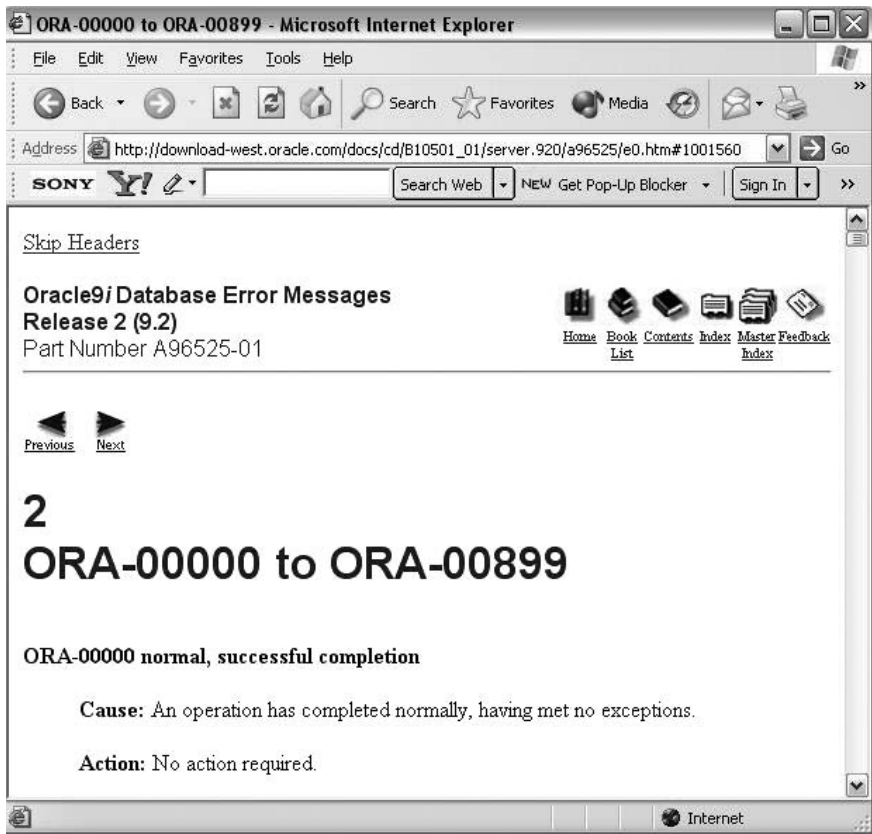 ORA-00000 to ORA-00899 - Microsoft Internet Explorer
File Edit View Favorites Tools Help
Back Search Favorites Media »
Address http://download-west.oracle.com/docs/cd/B10501_01/server.920/a96525/e0.htm#1001560 Go
SONY Y! Search Web NEW Get Pop-Up Blocker Sign In »
Skip Headers
Oracle9i Database Error Messages
Release 2 (9.2)
Part Number A96525-01
Home Book List Contents Index Master Index Feedback
Previous Next
2
ORA-00000 to ORA-00899
ORA-00000 normal, successful completion
Cause: An operation has completed normally, having met no exceptions.
Action: No action required.
Internet